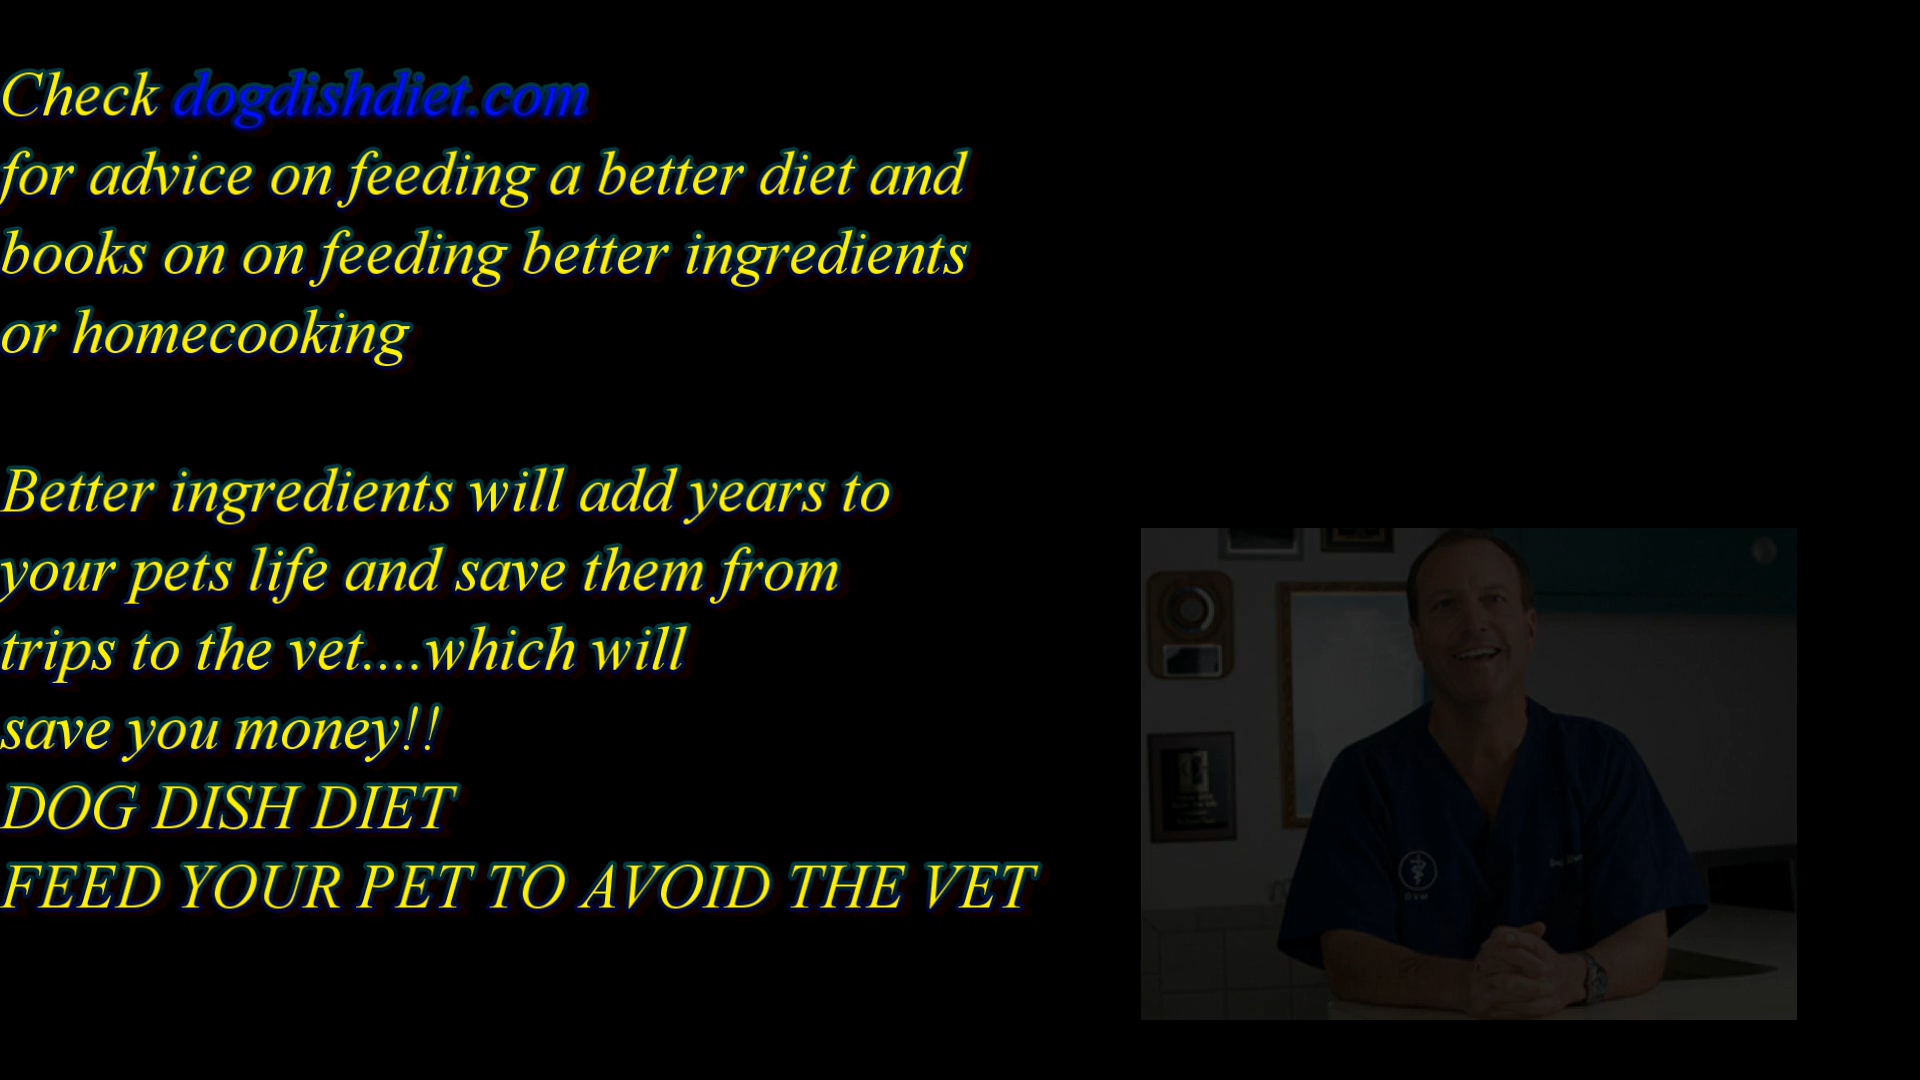 Check dogdishdiet.com
for advice on feeding a better diet and
books on on feeding better ingredients
or homecooking
Better ingredients will add years to
your pets life and save them from
trips to the vet....which will
save you money!!
DOG DISH DIET
FEED YOUR PET TO AVOID THE VET
DVM